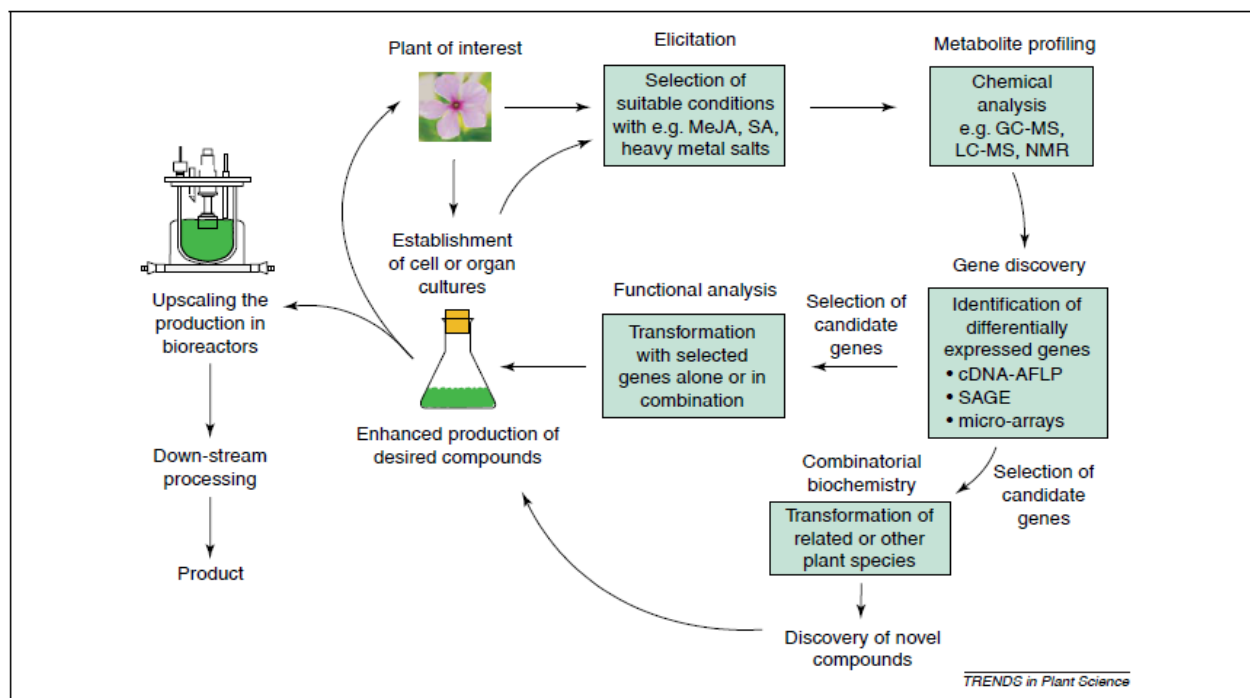 Plant of interest
Elicitation
Selection of
suitable conditions
with e.g. MeJA, SA,
heavy metal salts
Metabolite profiling
Chemical
analysis
e.g. GC-MS,
LC-MS, NMR
Establishment
of cell or organ
cultures
Gene discovery
Identification of
differentially
expressed genes
• cDNA-AFLP
• SAGE
• micro-arrays
Selection of
candidate
genes
Functional analysis
Transformation
with selected
genes alone or in
combination
Upscaling the
production in
bioreactors
Down-stream
processing
Product
Enhanced production of
desired compounds
Combinatorial
biochemistry
Selection of
candidate
genes
Transformation of
related or other
plant species
Discovery of novel
compounds
TRENDS in Plant Science